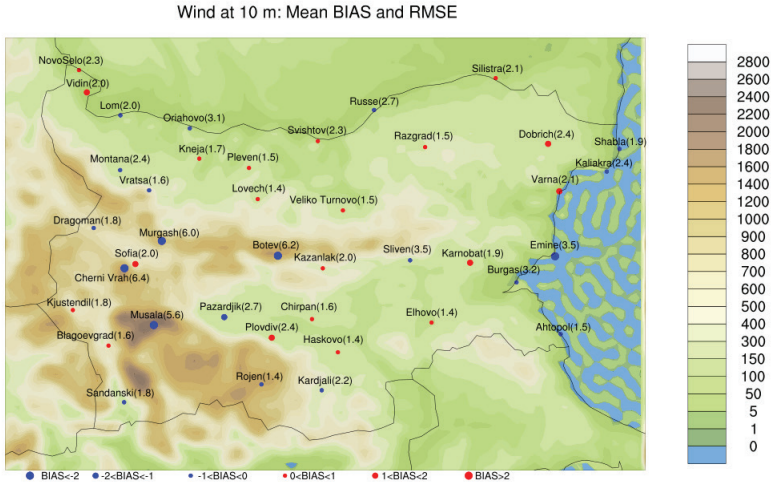 Wind at 10 m: Mean BIAS and RMSE
NovoSelo(2.3)
Vidin(2.0)
Silistra(2.1)
Lom(2.0)
Russe(2.7)
Oriahovo(3.1)
Svishtov(2.3)
Razgrad(1.5)
Dobrich(2.4)
Shabla(1.9)
Kneja(1.7)
Pleven(1.5)
Montana(2.4)
Kaliakra(2.4)
Vratsa(1.6)
Varna(2.1)
Lovech(1.4)
Veliko Turnovo(1.5)
Dragoman(1.8)
Murgash(6.0)
Botev(6.2)
Sliven(3.5)
Karnobat(1.9)
Emine(3.5)
Sofia(2.0)
Kazanlak(2.0)
Cherni Vrah(6.4)
Burgas(3.2)
Kjustendil(1.8)
Musala(5.6)
Pazardjik(2.7)
Chirpan(1.6)
Elhovo(1.4)
Plovdiv(2.4)
Ahtopol(1.5)
Blagoevgrad(1.6)
Haskovo(1.4)
Rojen(1.4)
Kardjali(2.2)
Sandanski(1.8)
BIAS<-2 -2<BIAS<-1 -1<BIAS<0 0<BIAS<1 1<BIAS<2 BIAS>2
2800
2600
2400
2200
2000
1800
1600
1400
1200
1000
900
800
700
600
500
400
300
150
100
50
5
1
0